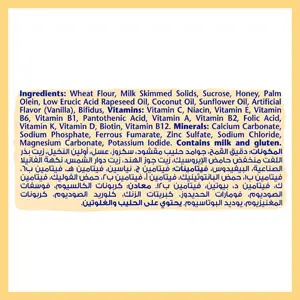 Ingredients: Wheat Flour, Milk Skimmed Solids, Sucrose, Honey, Palm
Olein, Low Erucic Acid Rapeseed Oil, Coconut Oil, Sunflower Oil, Artificial
Flavor (Vanilla), Bifidus, Vitamins: Vitamin C, Niacin, Vitamin E, Vitamin
B6, Vitamin B1, Pantothenic Acid, Vitamin A, Vitamin B2, Folic Acid,
Vitamin K, Vitamin D, Biotin, Vitamin B12. Minerals: Calcium Carbonate,
Sodium Phosphate, Ferrous Fumarate, Zinc Sulfate, Sodium Chloride,
Magnesium Carbonate, Potassium Iodide. Contains milk and gluten.
المكونات: دقيق القمح، جوامد حليب مقشود، سكروز، عسل، أولين النخيل، زيت بذر
اللفت منخفض حامض الإيروسيك، زيت جوز الهند، زيت دوار الشمس، نكهة الفانيلا
الصناعية، البيفيدوس، فيتامينات: فيتامين ج، نياسين، فيتامين هـ، فيتامين ب٦،
فيتامين ب١، حمض البانتوثينيك، فيتامين أ، فيتامين ب٢، حمض الفوليك، فيتامين
ك، فيتامين د، بيوتين، فيتامين ب١٢. معادن: كربونات الكالسيوم، فوسفات
الصوديوم، فومارات الحديدوز، كبريتات الزنك، كلوريد الصوديوم، كربونات
المغنيزيوم، يوديد البوتاسيوم. يحتوي على الحليب والغلوتين.